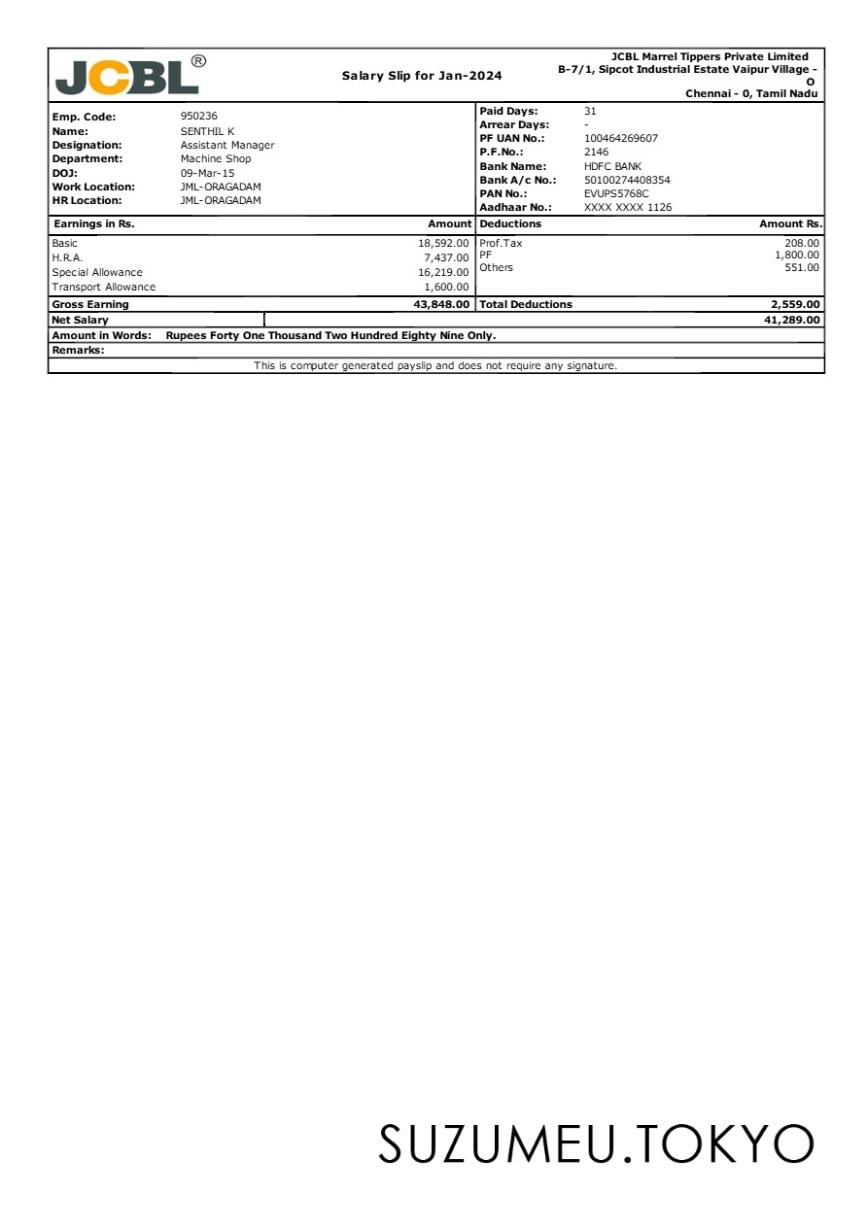 JCBL®
Salary Slip for Jan-2024
JCBL Marrel Tippers Private Limited
B-7/1, Sipcot Industrial Estate Vaipur Village -
O
Chennai - 0, Tamil Nadu
Emp. Code: 950236
Name: SENTHIL K
Designation: Assistant Manager
Department: Machine Shop
DOJ: 09-Mar-15
Work Location: JML-ORAGADAM
HR Location: JML-ORAGADAM
Paid Days: 31
Arrear Days: -
PF UAN No.: 100464269607
P.F.No.: 2146
Bank Name: HDFC BANK
Bank A/c No.: 50100274408354
PAN No.: EVUPS5768C
Aadhaar No.: XXXX XXXX 1126
Earnings in Rs. Amount Deductions Amount Rs.
Basic 18,592.00 Prof.Tax 208.00
H.R.A. 7,437.00 PF 1,800.00
Special Allowance 16,219.00 Others 551.00
Transport Allowance 1,600.00
Gross Earning 43,848.00 Total Deductions 2,559.00
Net Salary 41,289.00
Amount in Words: Rupees Forty One Thousand Two Hundred Eighty Nine Only.
Remarks:
This is computer generated payslip and does not require any signature.
SUZUMEU.TOKYO